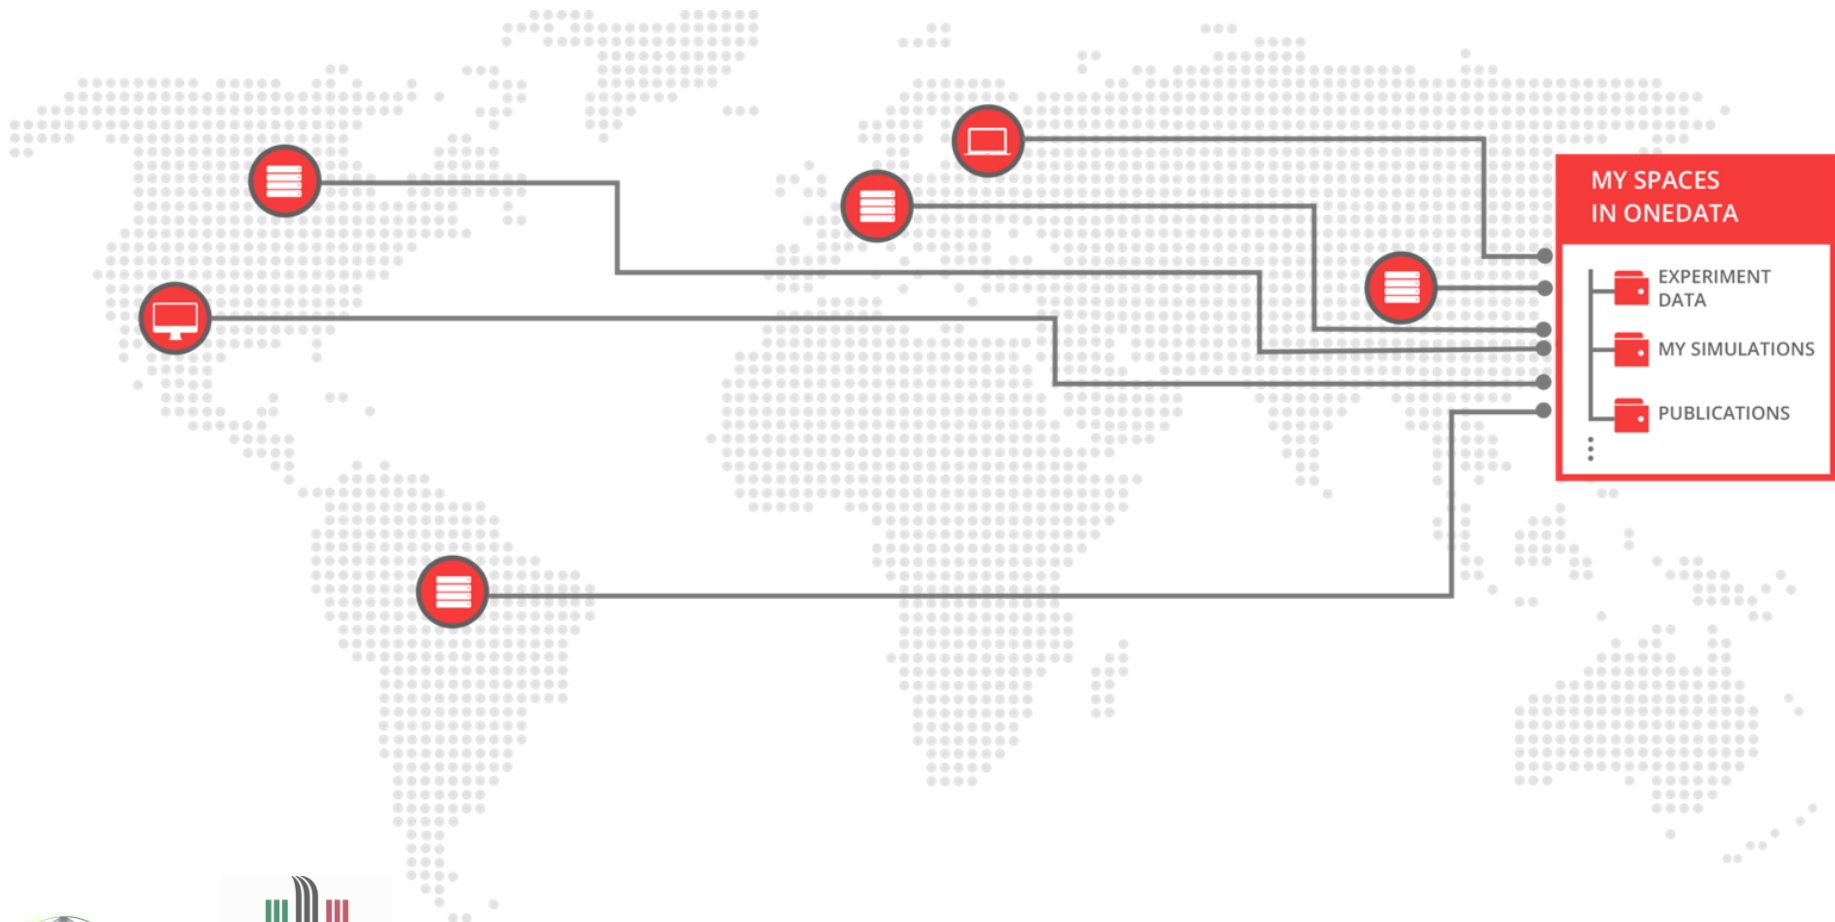 MY SPACES
IN ONEDATA
EXPERIMENT
DATA
MY SIMULATIONS
PUBLICATIONS